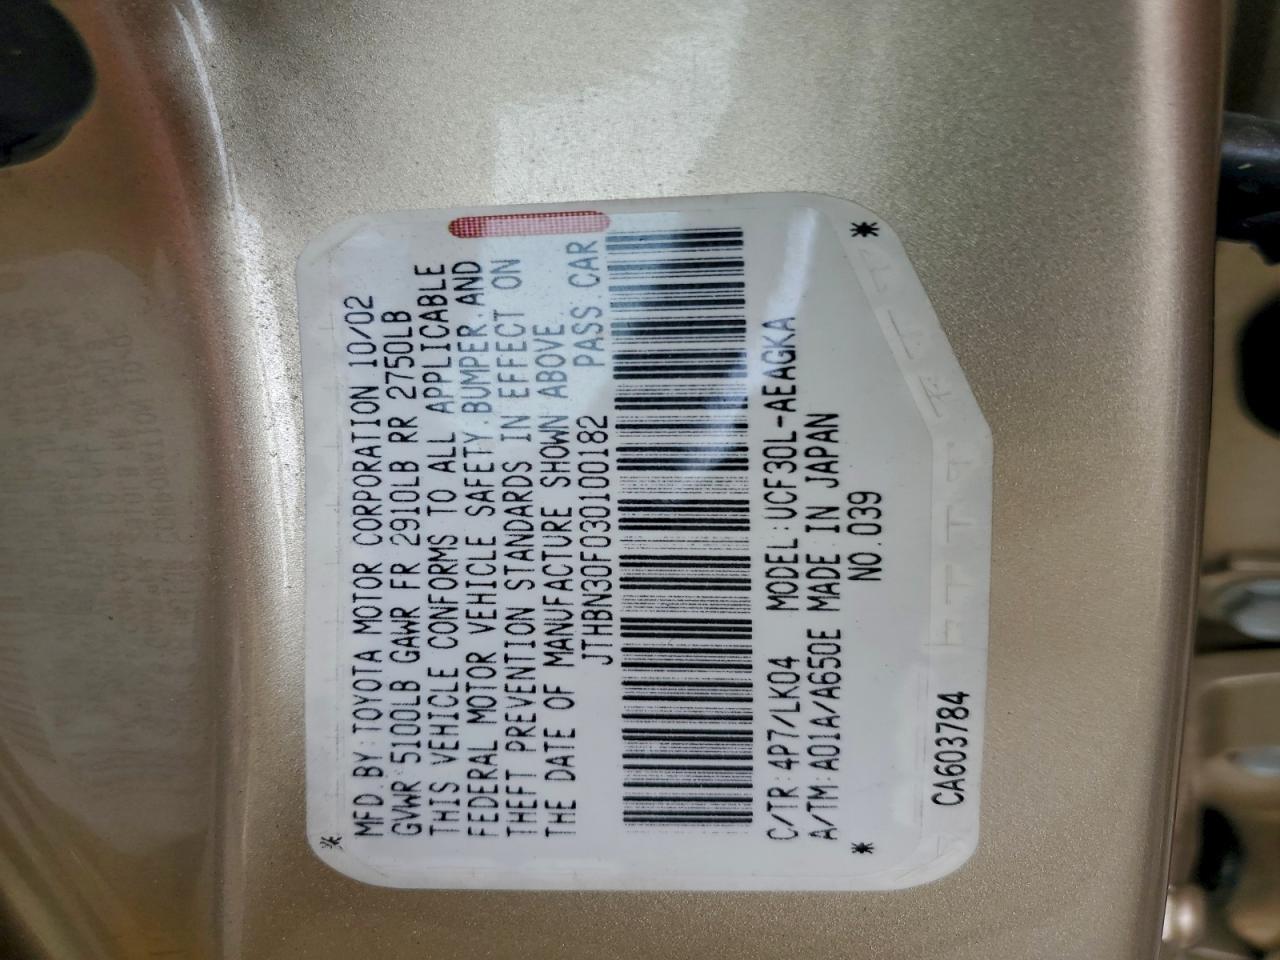 MFD.BY:TOYOTA MOTOR CORPORATION 10/02
GVWR 5100LB GAWR FR 2910LB RR 2750LB
THIS VEHICLE CONFORMS TO ALL APPLICABLE
FEDERAL MOTOR VEHICLE SAFETY.BUMPER.AND
THEFT PREVENTION STANDARDS IN EFFECT ON
THE DATE OF MANUFACTURE SHOWN ABOVE.
JTHBN30F030100182 PASS.CAR
C/TR:4P7/LK04 MODEL:UCF30L-AEAGKA
A/TM:A01A/A650E MADE IN JAPAN
NO.039
CA603784